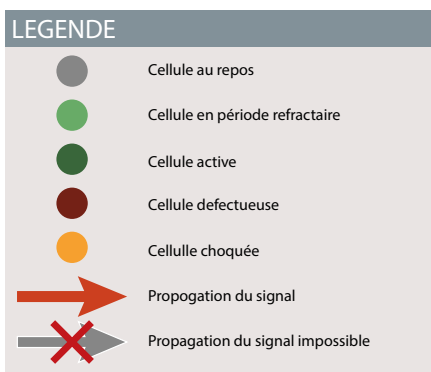 LEGENDE
Cellule au repos
Cellule en période refractaire
Cellule active
Cellule defectueuse
Cellulle choquée
Propogation du signal
Propagation du signal impossible